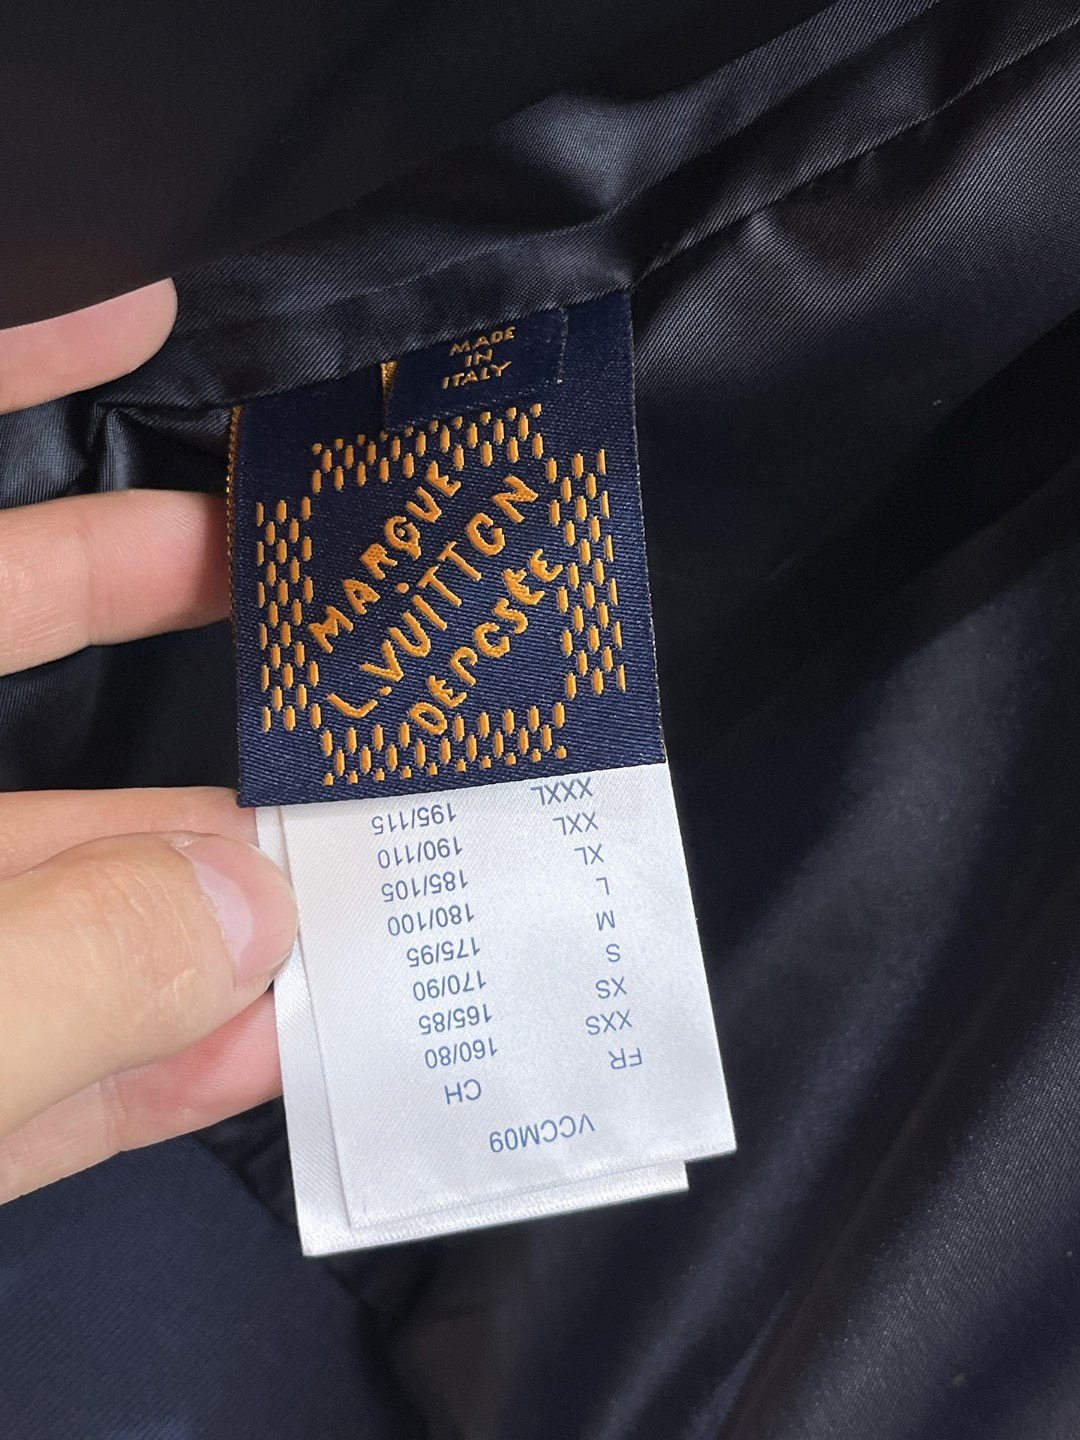 MADE
IN
ITALY
MARQUE
L.VUITTON
DEPOSÉE
VCCM09
FR CH
XXS 160/80
XS 165/85
S 170/90
M 175/95
L 180/100
XL 185/105
XXL 190/110
XXXL 195/115